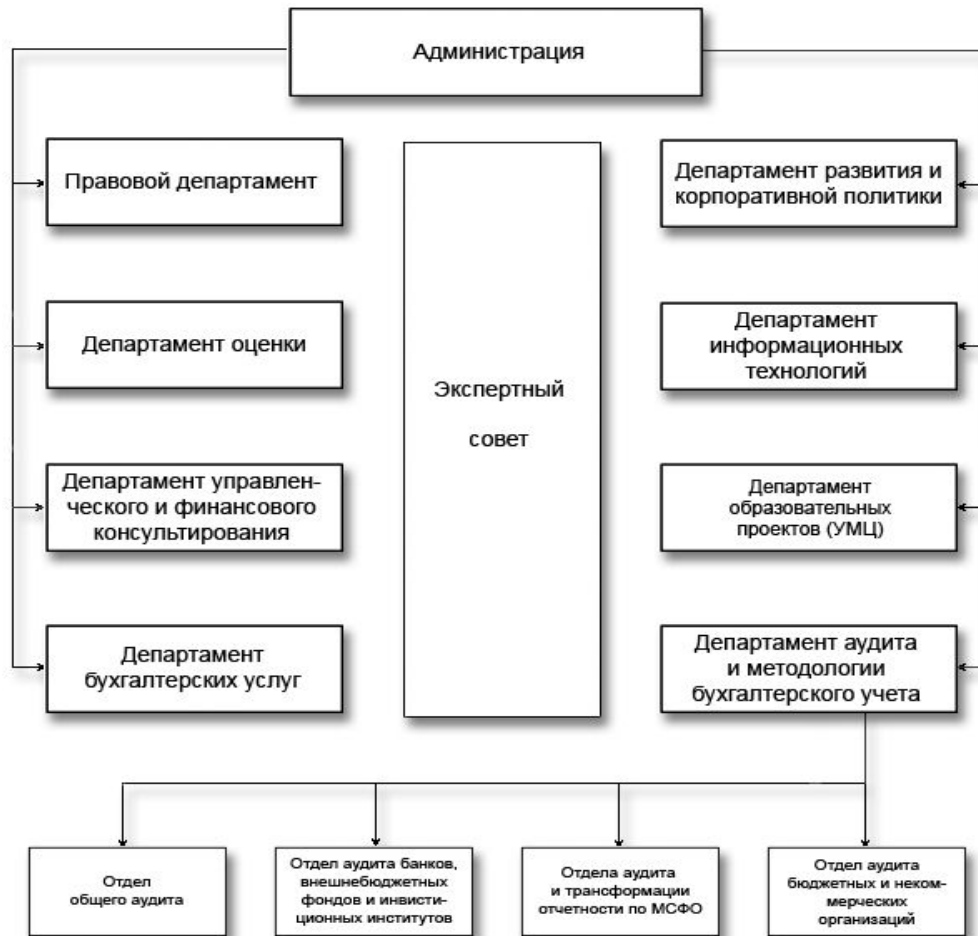 Администрация
Правовой департамент
Департамент развития и
корпоративной политики
Департамент оценки
Департамент
информационных
технологий
Экспертный
совет
Департамент управлен-
ческого и финансового
консультирования
Департамент
образовательных
проектов (УМЦ)
Департамент
бухгалтерских услуг
Департамент аудита
и методологии
бухгалтерского учета
Отдел
общего аудита
Отдел аудита банков,
внешнебюджетных
фондов и инвисти-
ционных институтов
Отдела аудита
и трансформации
отчетности по МСФО
Отдел аудита
бюджетных и неком-
мерческих
организаций